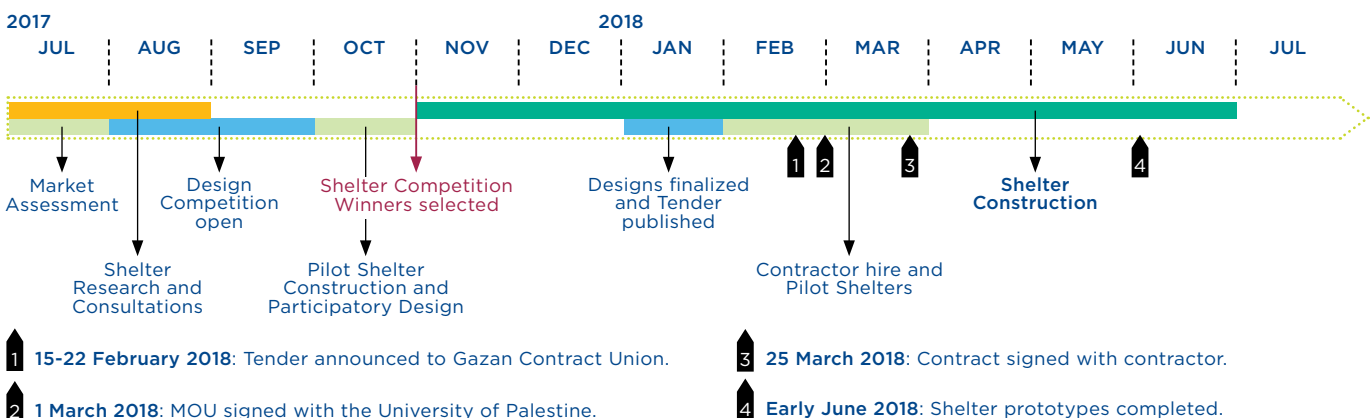 2017
2018
JUL
AUG
SEP
OCT
NOV
DEC
JAN
FEB
MAR
APR
MAY
JUN
JUL
1
2
3
4
Market
Assessment
Design
Competition
open
Shelter Competition
Winners selected
Designs finalized
and Tender
published
Shelter
Construction
Shelter
Research and
Consultations
Pilot Shelter
Construction and
Participatory Design
Contractor hire and
Pilot Shelters
1 15-22 February 2018: Tender announced to Gazan Contract Union.
2 1 March 2018: MOU signed with the University of Palestine.
3 25 March 2018: Contract signed with contractor.
4 Early June 2018: Shelter prototypes completed.